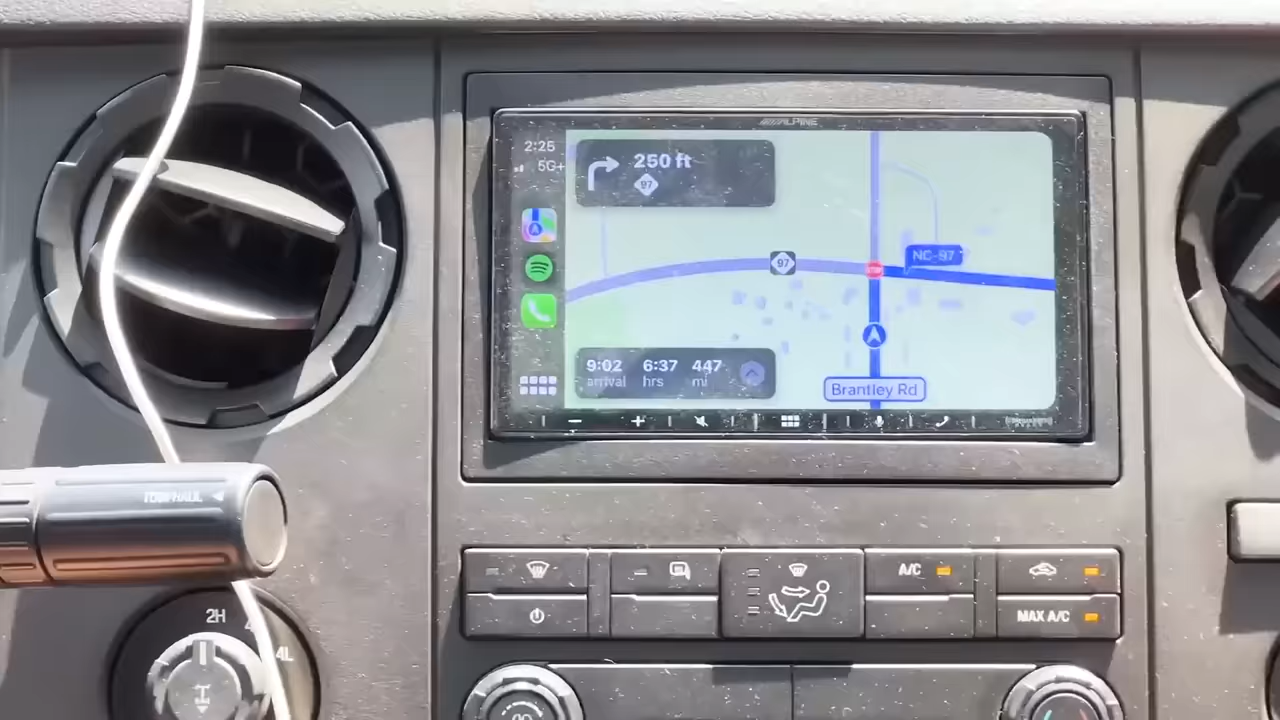 ALPINE
2:25
5G+
250 ft
97
97
NC-97
9:02 6:37 447
arrival hrs mi
Brantley Rd
TOW/HAUL
A/C
MAX A/C
2H
4L